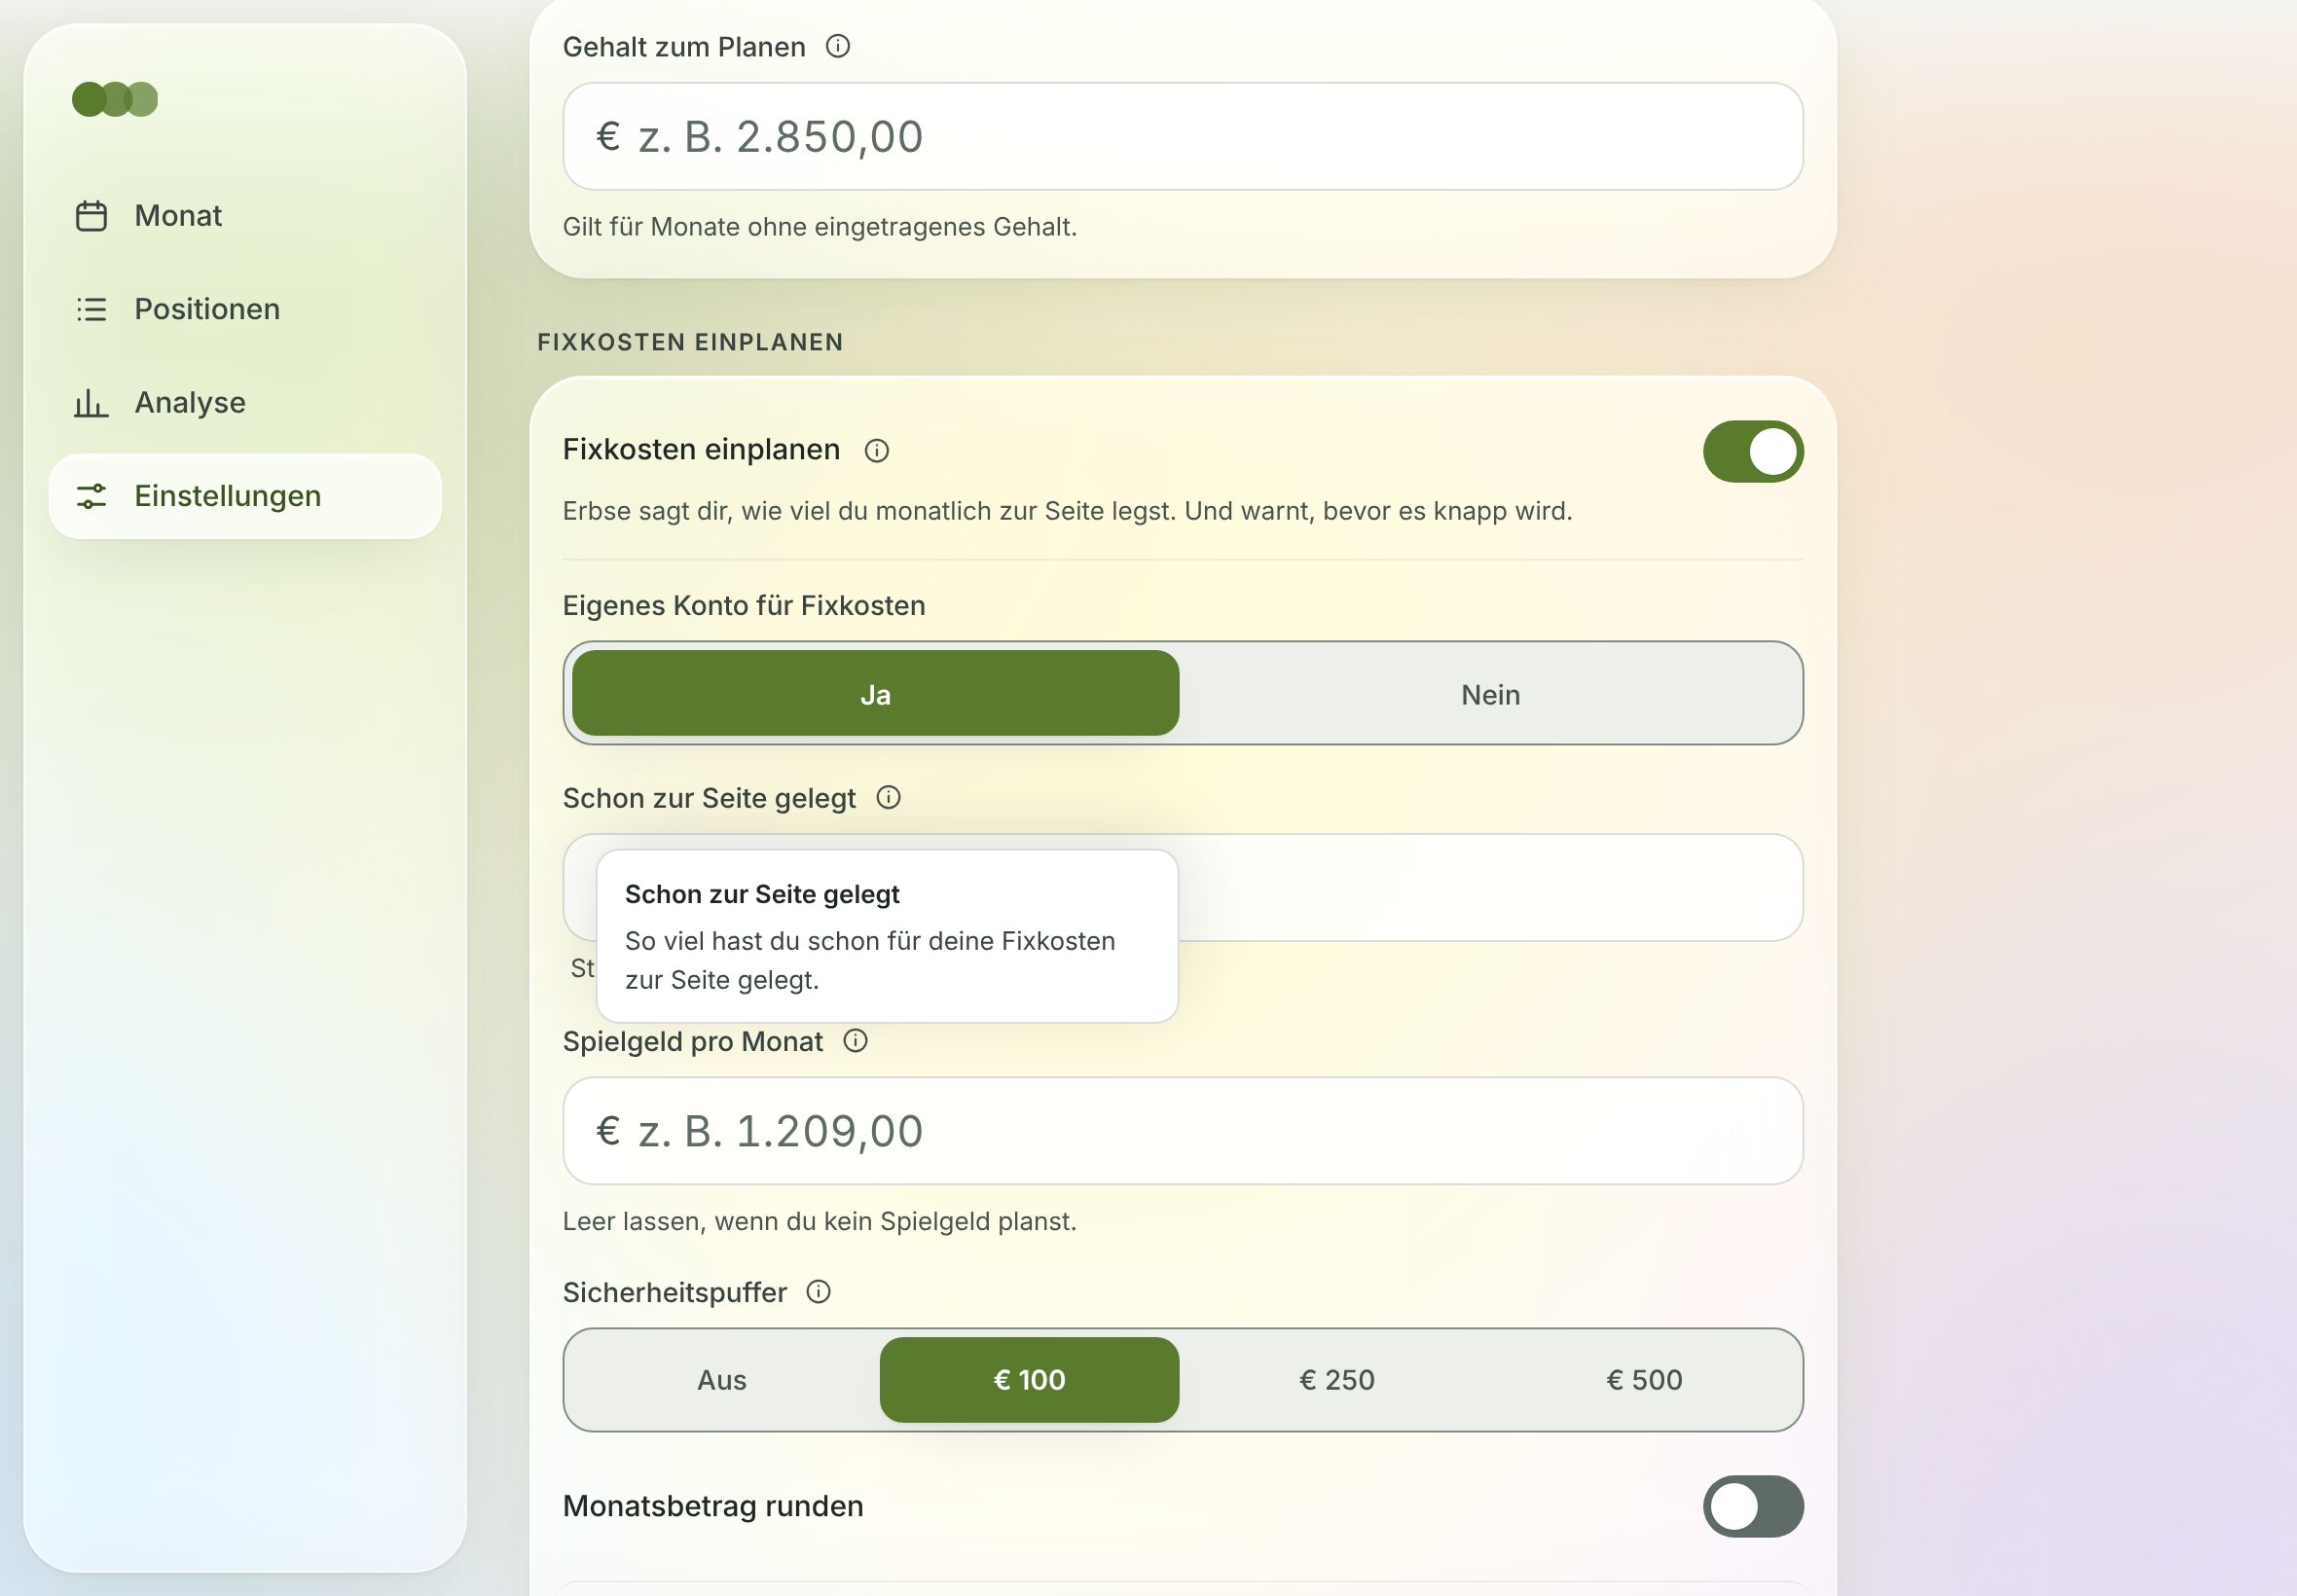 Gehalt zum Planen
€ z. B. 2.850,00
Gilt für Monate ohne eingetragenes Gehalt.
Monat
Positionen
Analyse
Einstellungen
FIXKOSTEN EINPLANEN
Fixkosten einplanen
Erbse sagt dir, wie viel du monatlich zur Seite legst. Und warnt, bevor es knapp wird.
Eigenes Konto für Fixkosten
Ja
Nein
Schon zur Seite gelegt
Schon zur Seite gelegt
So viel hast du schon für deine Fixkosten
zur Seite gelegt.
Spielgeld pro Monat
€ z. B. 1.209,00
Leer lassen, wenn du kein Spielgeld planst.
Sicherheitspuffer
Aus
€ 100
€ 250
€ 500
Monatsbetrag runden